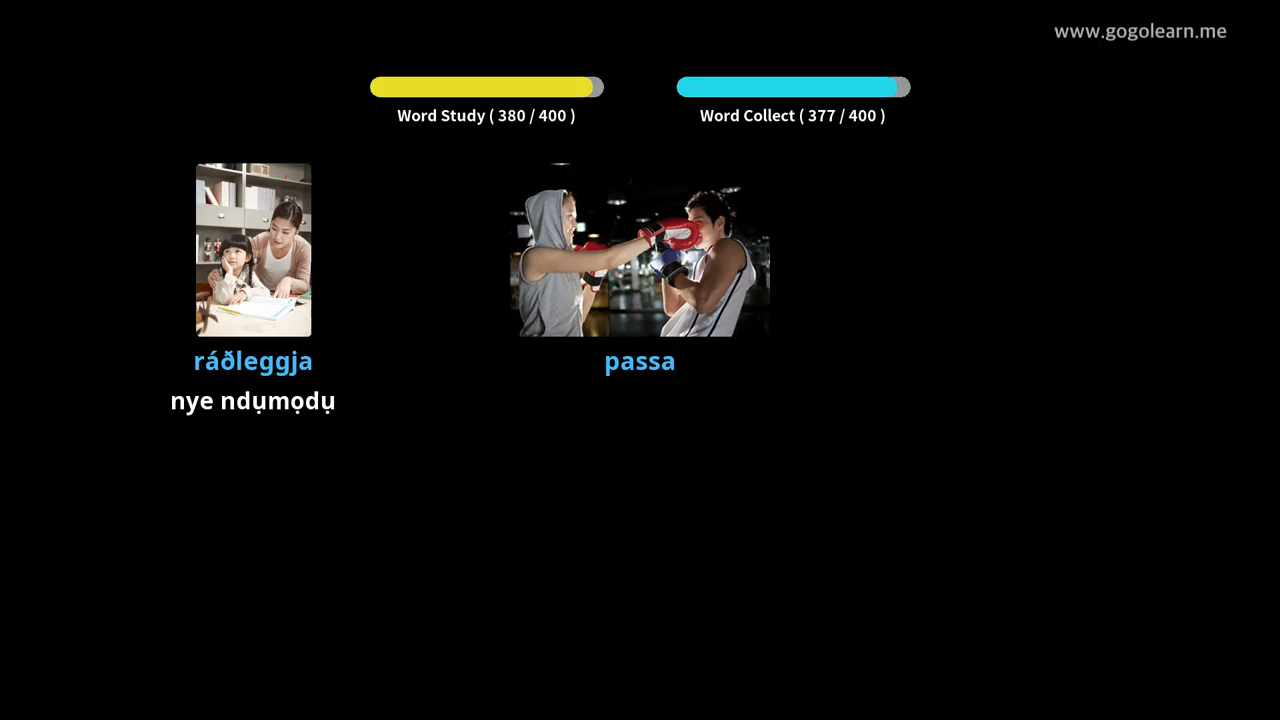 www.gogolearn.me
Word Study ( 380 / 400 )
Word Collect ( 377 / 400 )
ráðleggja
nye ndụmọdụ
passa